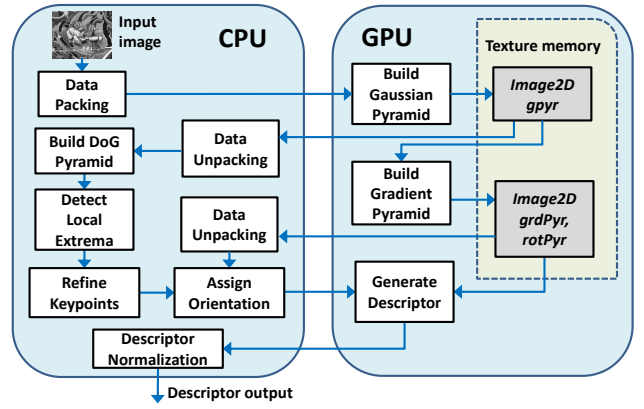 Input
image
CPU
GPU
Texture memory
Data
Packing
Build
Gaussian
Pyramid
Image2D
gpyr
Build DoG
Pyramid
Data
Unpacking
Build
Gradient
Pyramid
Detect
Local
Extrema
Data
Unpacking
Image2D
grdPyr,
rotPyr
Refine
Keypoints
Assign
Orientation
Generate
Descriptor
Descriptor
Normalization
Descriptor output